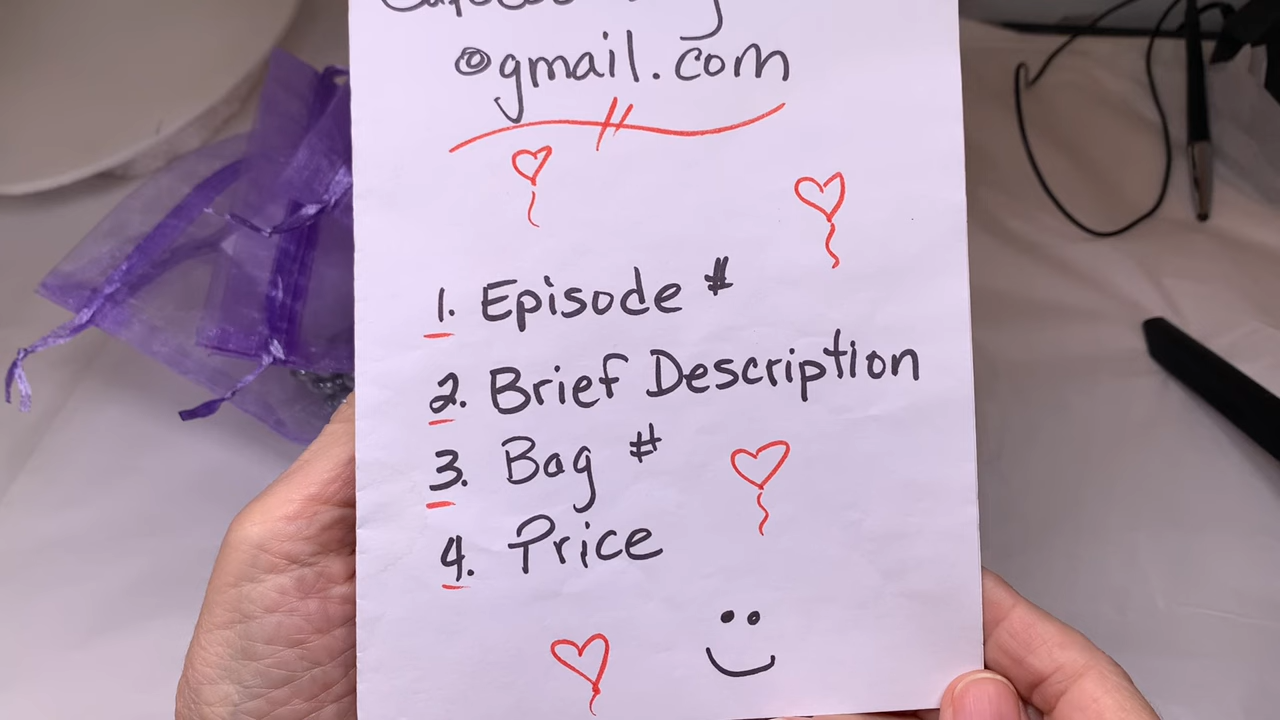 @gmail.com
1. Episode #
2. Brief Description
3. Bag #
4. Price